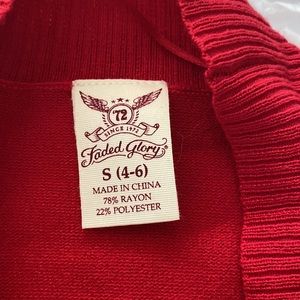 '72
SINCE 1972
Faded Glory
S (4-6)
MADE IN CHINA
78% RAYON
22% POLYESTER